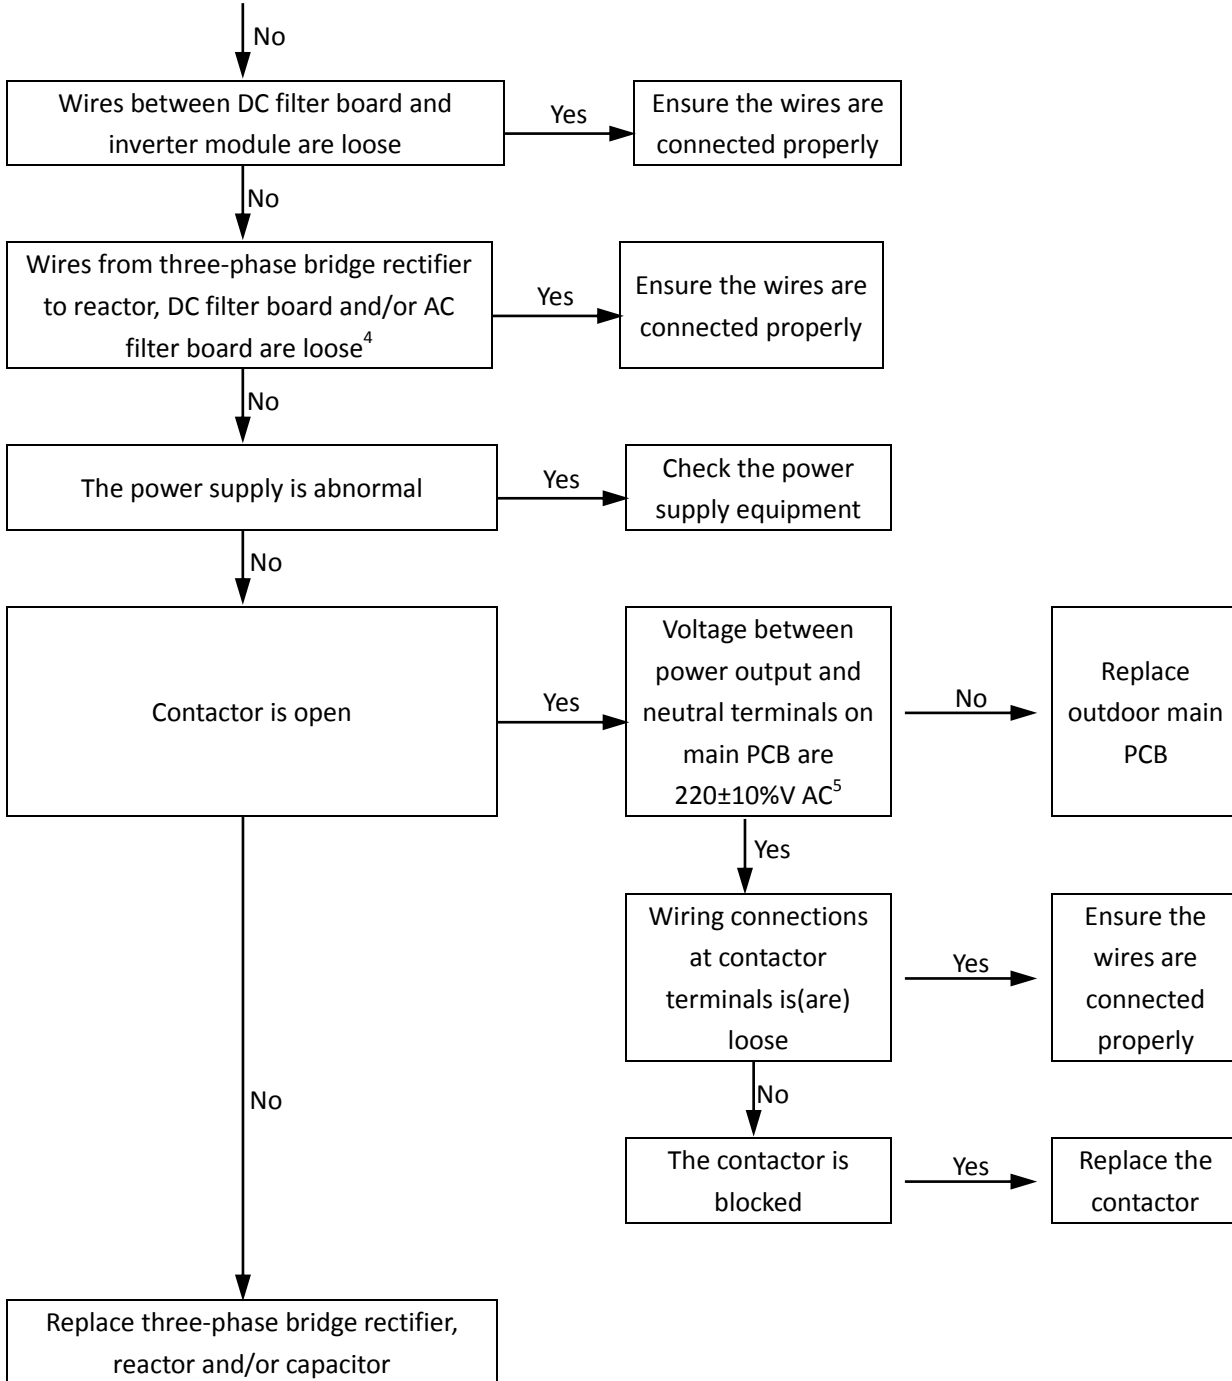 No
Wires between DC filter board and
inverter module are loose
Yes
Ensure the wires are
connected properly
No
Wires from three-phase bridge rectifier
to reactor, DC filter board and/or AC
filter board are loose⁴
Yes
Ensure the wires are
connected properly
No
The power supply is abnormal
Yes
Check the power
supply equipment
No
Contactor is open
Yes
Voltage between
power output and
neutral terminals on
main PCB are
220±10%V AC⁵
No
Replace
outdoor main
PCB
Yes
Wiring connections
at contactor
terminals is(are)
loose
Yes
Ensure the
wires are
connected
properly
No
No
The contactor is
blocked
Yes
Replace the
contactor
Replace three-phase bridge rectifier,
reactor and/or capacitor